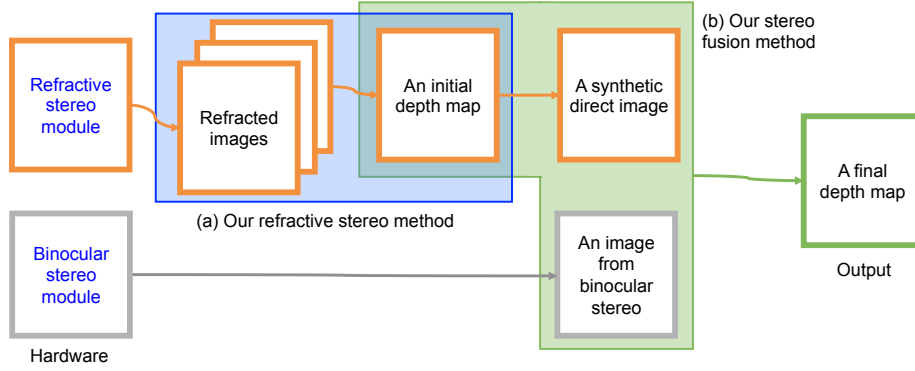 Refractive
stereo
module
Refracted
images
An initial
depth map
A synthetic
direct image
(b) Our stereo
fusion method
(a) Our refractive stereo method
A final
depth map
Output
Binocular
stereo
module
An image
from
binocular
stereo
Hardware